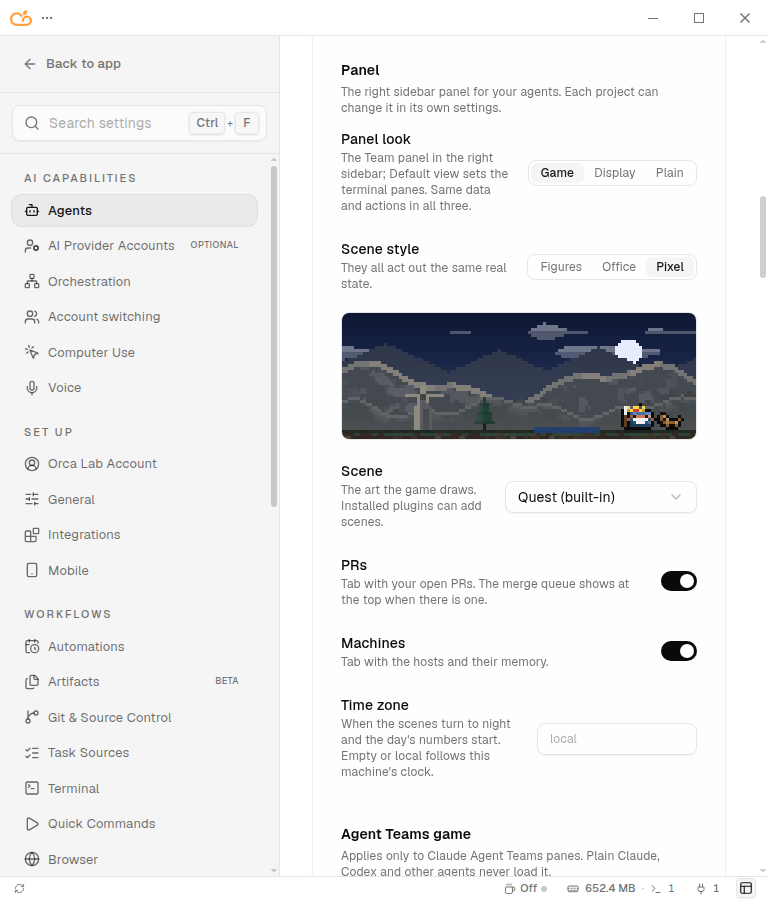 Back to app
Search settings
Ctrl + F
AI CAPABILITIES
Agents
AI Provider Accounts OPTIONAL
Orchestration
Account switching
Computer Use
Voice
SET UP
Orca Lab Account
General
Integrations
Mobile
WORKFLOWS
Automations
Artifacts BETA
Git & Source Control
Task Sources
Terminal
Quick Commands
Browser
Panel
The right sidebar panel for your agents. Each project can
change it in its own settings.
Panel look
The Team panel in the right
sidebar; Default view sets the
terminal panes. Same data
and actions in all three.
Game Display Plain
Scene style
They all act out the same real
state.
Figures Office Pixel
Scene
The art the game draws.
Installed plugins can add
scenes.
Quest (built-in)
PRs
Tab with your open PRs. The merge queue shows at
the top when there is one.
Machines
Tab with the hosts and their memory.
Time zone
When the scenes turn to night
and the day's numbers start.
Empty or local follows this
machine's clock.
local
Agent Teams game
Applies only to Claude Agent Teams panes. Plain Claude,
Codex and other agents never load it.
Off 652.4 MB · 1 1